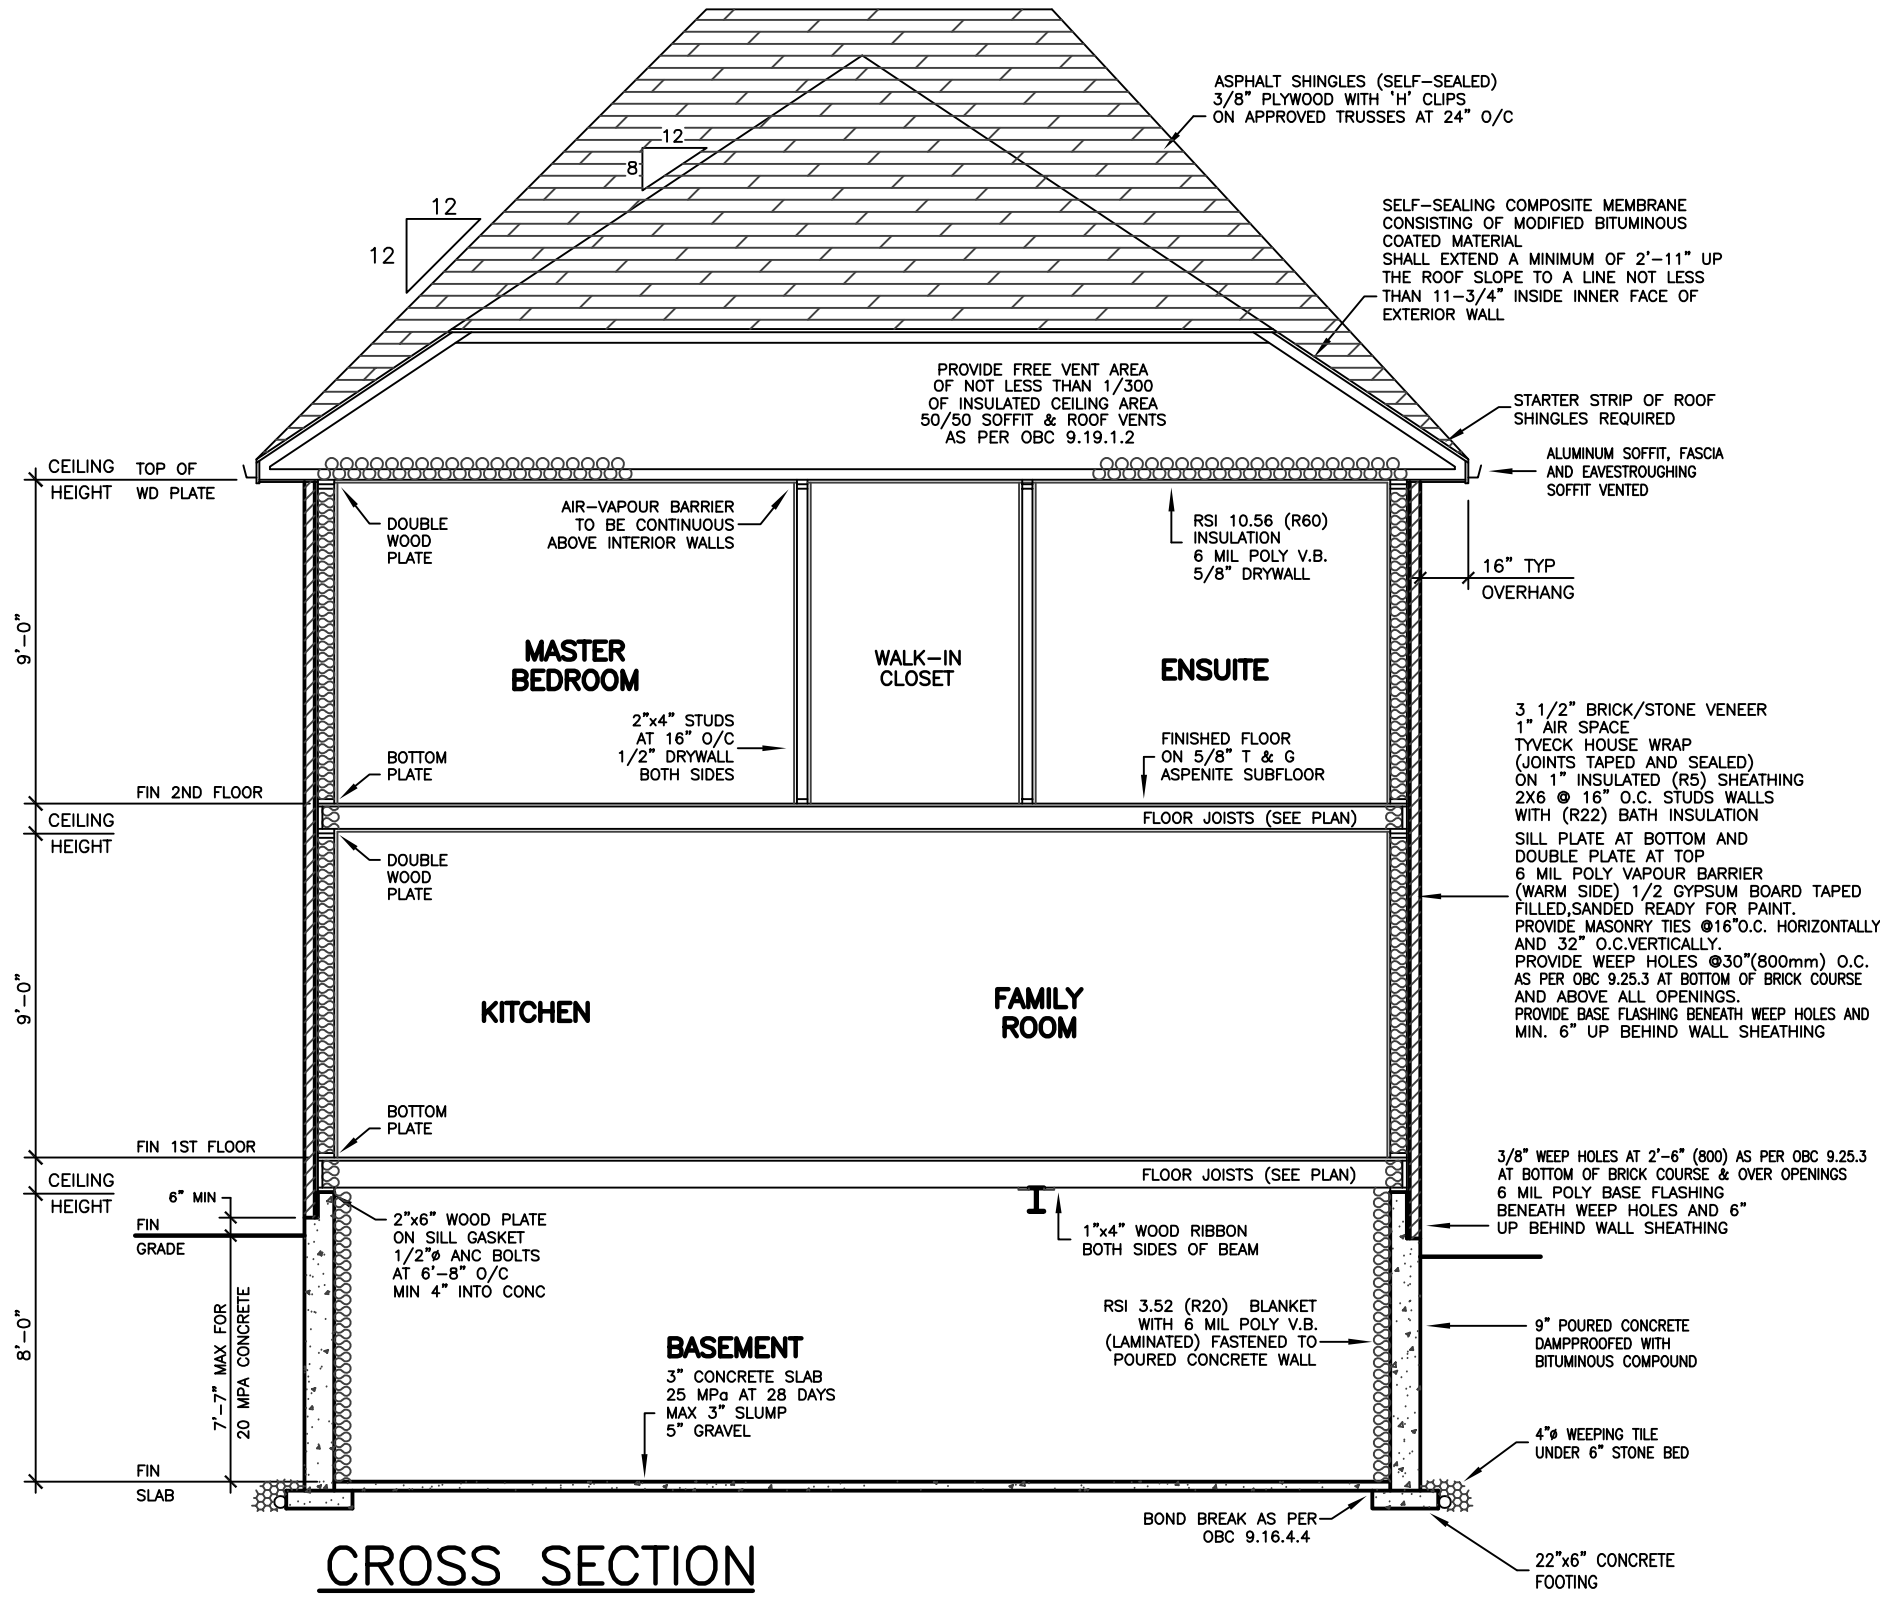 ASPHALT SHINGLES (SELF-SEALED)
3/8" PLYWOOD WITH 'H' CLIPS
ON APPROVED TRUSSES AT 24" O/C
12
8
12
12
SELF-SEALING COMPOSITE MEMBRANE
CONSISTING OF MODIFIED BITUMINOUS
COATED MATERIAL
SHALL EXTEND A MINIMUM OF 2'-11" UP
THE ROOF SLOPE TO A LINE NOT LESS
THAN 11-3/4" INSIDE INNER FACE OF
EXTERIOR WALL
PROVIDE FREE VENT AREA
OF NOT LESS THAN 1/300
OF INSULATED CEILING AREA
50/50 SOFFIT & ROOF VENTS
AS PER OBC 9.19.1.2
STARTER STRIP OF ROOF
SHINGLES REQUIRED
ALUMINUM SOFFIT, FASCIA
AND EAVESTROUGHING
SOFFIT VENTED
CEILING
HEIGHT
TOP OF
WD PLATE
DOUBLE
WOOD
PLATE
AIR-VAPOUR BARRIER
TO BE CONTINUOUS
ABOVE INTERIOR WALLS
RSI 10.56 (R60)
INSULATION
6 MIL POLY V.B.
5/8" DRYWALL
16" TYP
OVERHANG
9'-0"
MASTER
BEDROOM
WALK-IN
CLOSET
ENSUITE
2"x4" STUDS
AT 16" O/C
1/2" DRYWALL
BOTH SIDES
BOTTOM
PLATE
FINISHED FLOOR
ON 5/8" T & G
ASPENITE SUBFLOOR
FIN 2ND FLOOR
CEILING
HEIGHT
FLOOR JOISTS (SEE PLAN)
3 1/2" BRICK/STONE VENEER
1" AIR SPACE
TYVECK HOUSE WRAP
(JOINTS TAPED AND SEALED)
ON 1" INSULATED (R5) SHEATHING
2X6 @ 16" O.C. STUDS WALLS
WITH (R22) BATH INSULATION
SILL PLATE AT BOTTOM AND
DOUBLE PLATE AT TOP
6 MIL POLY VAPOUR BARRIER
(WARM SIDE) 1/2 GYPSUM BOARD TAPED
FILLED,SANDED READY FOR PAINT.
PROVIDE MASONRY TIES @16"O.C. HORIZONTALLY
AND 32" O.C.VERTICALLY.
PROVIDE WEEP HOLES @30"(800mm) O.C.
AS PER OBC 9.25.3 AT BOTTOM OF BRICK COURSE
AND ABOVE ALL OPENINGS.
PROVIDE BASE FLASHING BENEATH WEEP HOLES AND
MIN. 6" UP BEHIND WALL SHEATHING
DOUBLE
WOOD
PLATE
9'-0"
KITCHEN
FAMILY
ROOM
BOTTOM
PLATE
FIN 1ST FLOOR
CEILING
HEIGHT
FLOOR JOISTS (SEE PLAN)
3/8" WEEP HOLES AT 2'-6" (800) AS PER OBC 9.25.3
AT BOTTOM OF BRICK COURSE & OVER OPENINGS
6 MIL POLY BASE FLASHING
BENEATH WEEP HOLES AND 6"
UP BEHIND WALL SHEATHING
6" MIN
FIN
GRADE
2"x6" WOOD PLATE
ON SILL GASKET
1/2"ø ANC BOLTS
AT 6'-8" O/C
MIN 4" INTO CONC
1"x4" WOOD RIBBON
BOTH SIDES OF BEAM
8'-0"
7'-7" MAX FOR
20 MPA CONCRETE
RSI 3.52 (R20) BLANKET
WITH 6 MIL POLY V.B.
(LAMINATED) FASTENED TO
POURED CONCRETE WALL
9" POURED CONCRETE
DAMPPROOFED WITH
BITUMINOUS COMPOUND
BASEMENT
3" CONCRETE SLAB
25 MPa AT 28 DAYS
MAX 3" SLUMP
5" GRAVEL
4"ø WEEPING TILE
UNDER 6" STONE BED
FIN
SLAB
BOND BREAK AS PER
OBC 9.16.4.4
22"x6" CONCRETE
FOOTING
CROSS SECTION